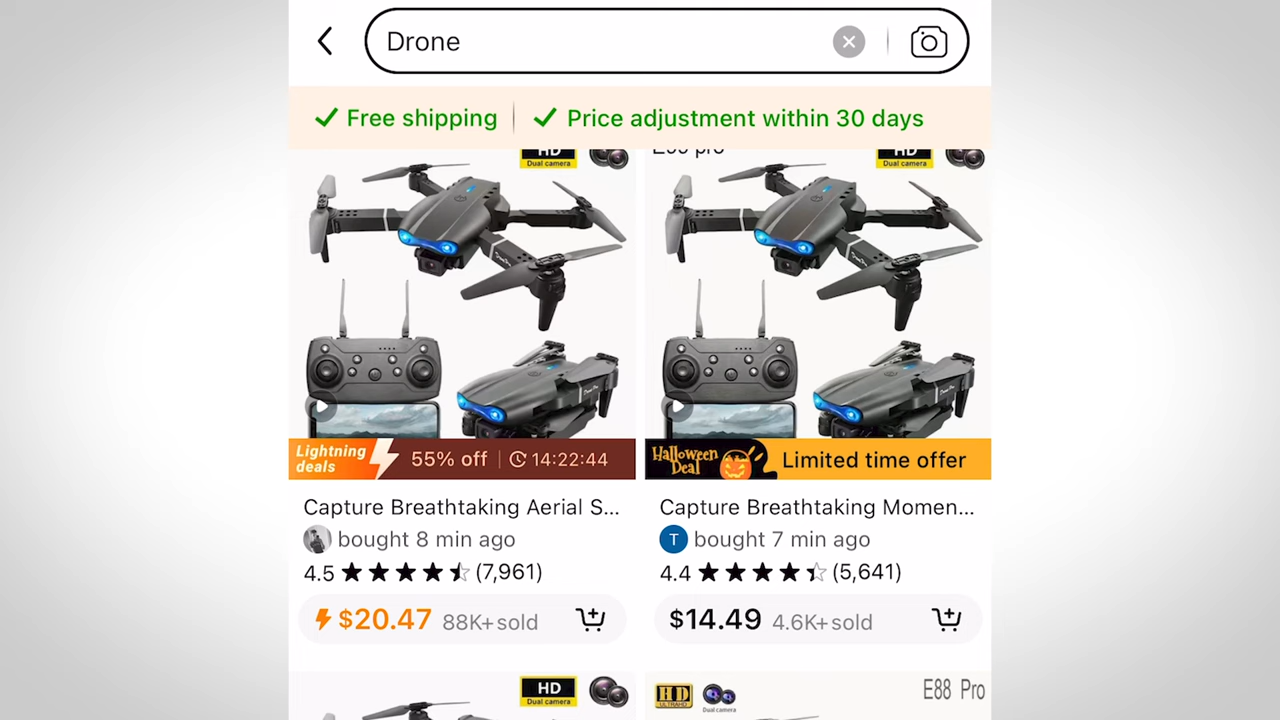 Drone
Free shipping
Price adjustment within 30 days
HD
Dual camera
HD
Dual camera
Lightning
deals
55% off
14:22:44
Halloween
Deal
Limited time offer
Capture Breathtaking Aerial S...
Capture Breathtaking Momen...
bought 8 min ago
T
bought 7 min ago
4.5
(7,961)
4.4
(5,641)
$20.47
88K+sold
$14.49
4.6K+sold
HD
Dual camera
HD
ULTRAHD
Dual camera
E88 Pro